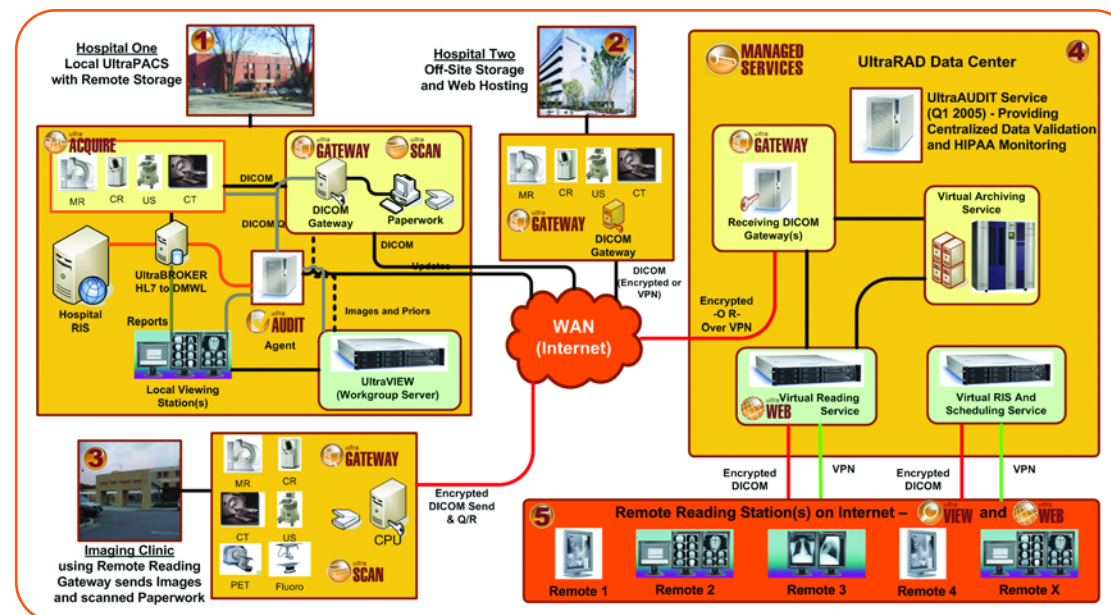 Hospital One
Local UltraPACS
with Remote Storage
1
Hospital Two
Off-Site Storage
and Web Hosting
2
MANAGED
SERVICES
UltraRAD Data Center
4
UltraAUDIT Service
(Q1 2005) - Providing
Centralized Data Validation
and HIPAA Monitoring
ultra
ACQUIRE
MR
CR
US
CT
DICOM
DICOM Q
ultra
GATEWAY
ultra
SCAN
DICOM
Gateway
Paperwork
DICOM
Updates
Hospital
RIS
UltraBROKER
HL7 to DMWL
Reports
ultra
AUDIT
Agent
Images and Priors
Local Viewing
Station(s)
UltraVIEW
(Workgroup Server)
MR
CR
US
CT
ultra
GATEWAY
DICOM
Gateway
DICOM
(Encrypted or
VPN)
WAN
(Internet)
Encrypted
-O R-
Over VPN
ultra
GATEWAY
Receiving DICOM
Gateway(s)
Virtual Archiving
Service
ultra
WEB
Virtual Reading
Service
Virtual RIS And
Scheduling Service
3
Imaging Clinic
using Remote Reading
Gateway sends Images
and scanned Paperwork
MR
CR
CT
US
PET
Fluoro
ultra
GATEWAY
CPU
ultra
SCAN
Encrypted
DICOM Send
& Q/R
Encrypted
DICOM
VPN
Encrypted
DICOM
VPN
5
Remote Reading Station(s) on Internet –
ultra
VIEW
and
ultra
WEB
Remote 1
Remote 2
Remote 3
Remote 4
Remote X